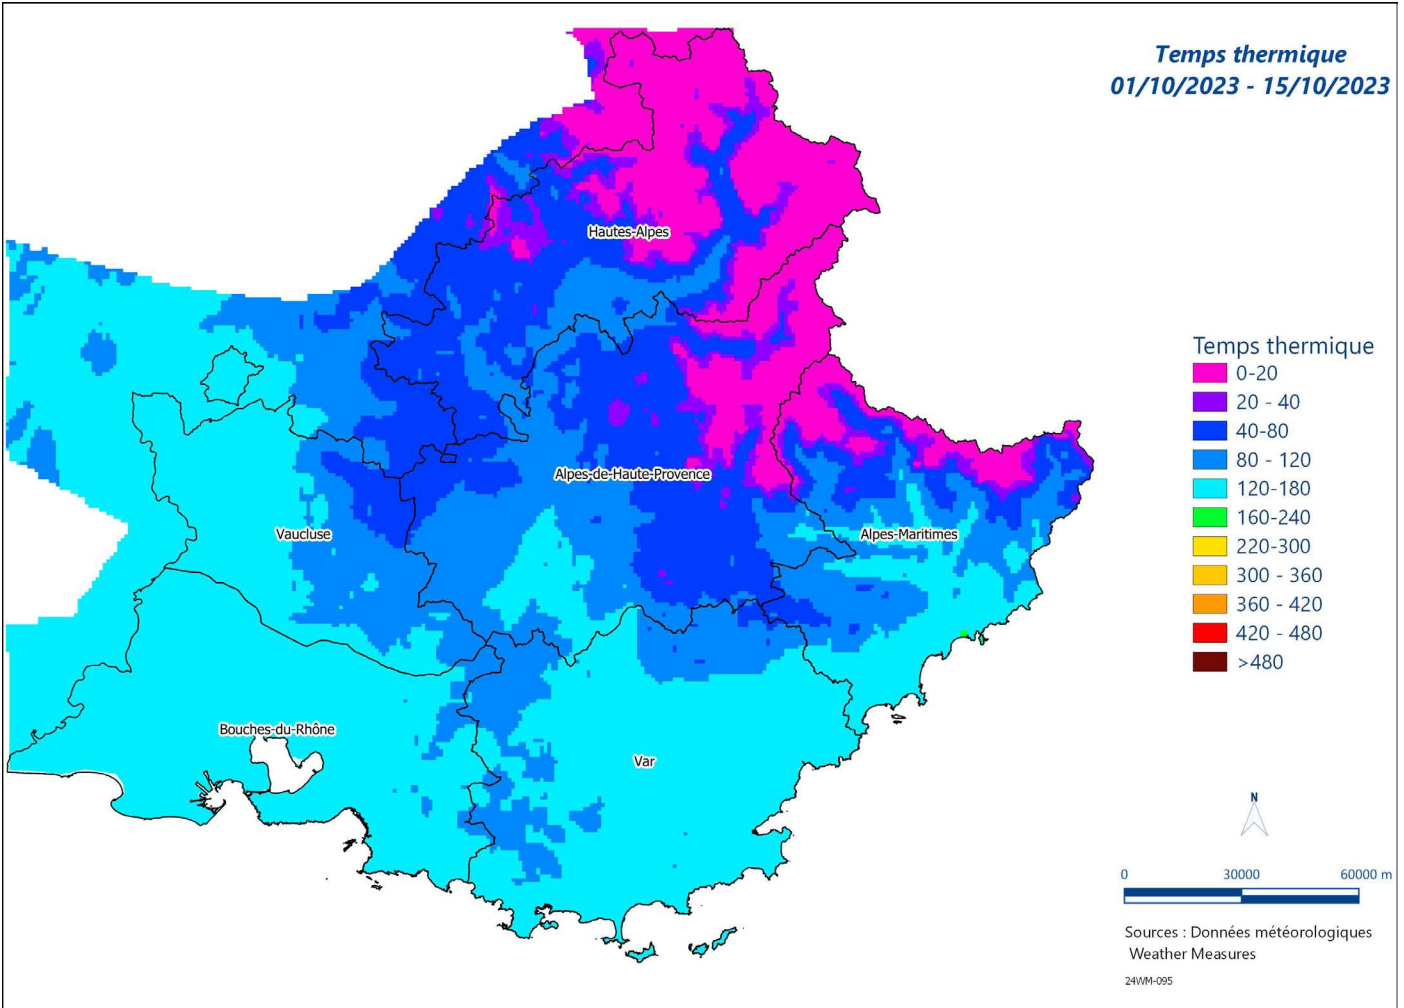 Temps thermique
01/10/2023 - 15/10/2023
Hautes-Alpes
Alpes-de-Haute-Provence
Vaucluse
Alpes-Maritimes
Bouches-du-Rhône
Var
Temps thermique
0-20
20 - 40
40-80
80 - 120
120-180
160-240
220-300
300 - 360
360 - 420
420 - 480
>480
N
0 30000 60000 m
Sources : Données météorologiques
Weather Measures
24WM-095